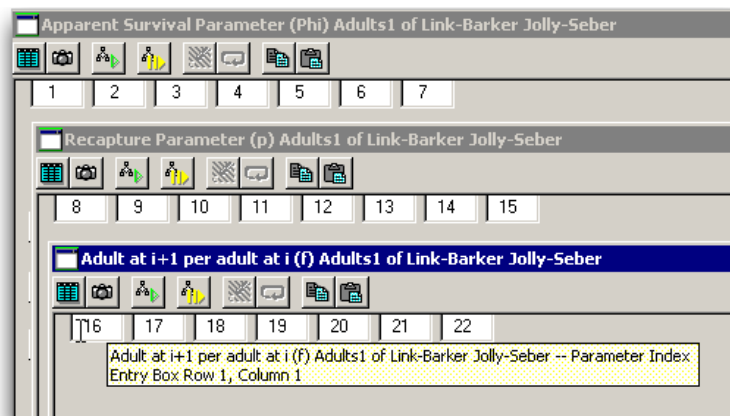 Apparent Survival Parameter (Phi) Adults1 of Link-Barker Jolly-Seber
1 2 3 4 5 6 7
Recapture Parameter (p) Adults1 of Link-Barker Jolly-Seber
8 9 10 11 12 13 14 15
Adult at i+1 per adult at i (f) Adults1 of Link-Barker Jolly-Seber
16 17 18 19 20 21 22
Adult at i+1 per adult at i (f) Adults1 of Link-Barker Jolly-Seber -- Parameter Index
Entry Box Row 1, Column 1